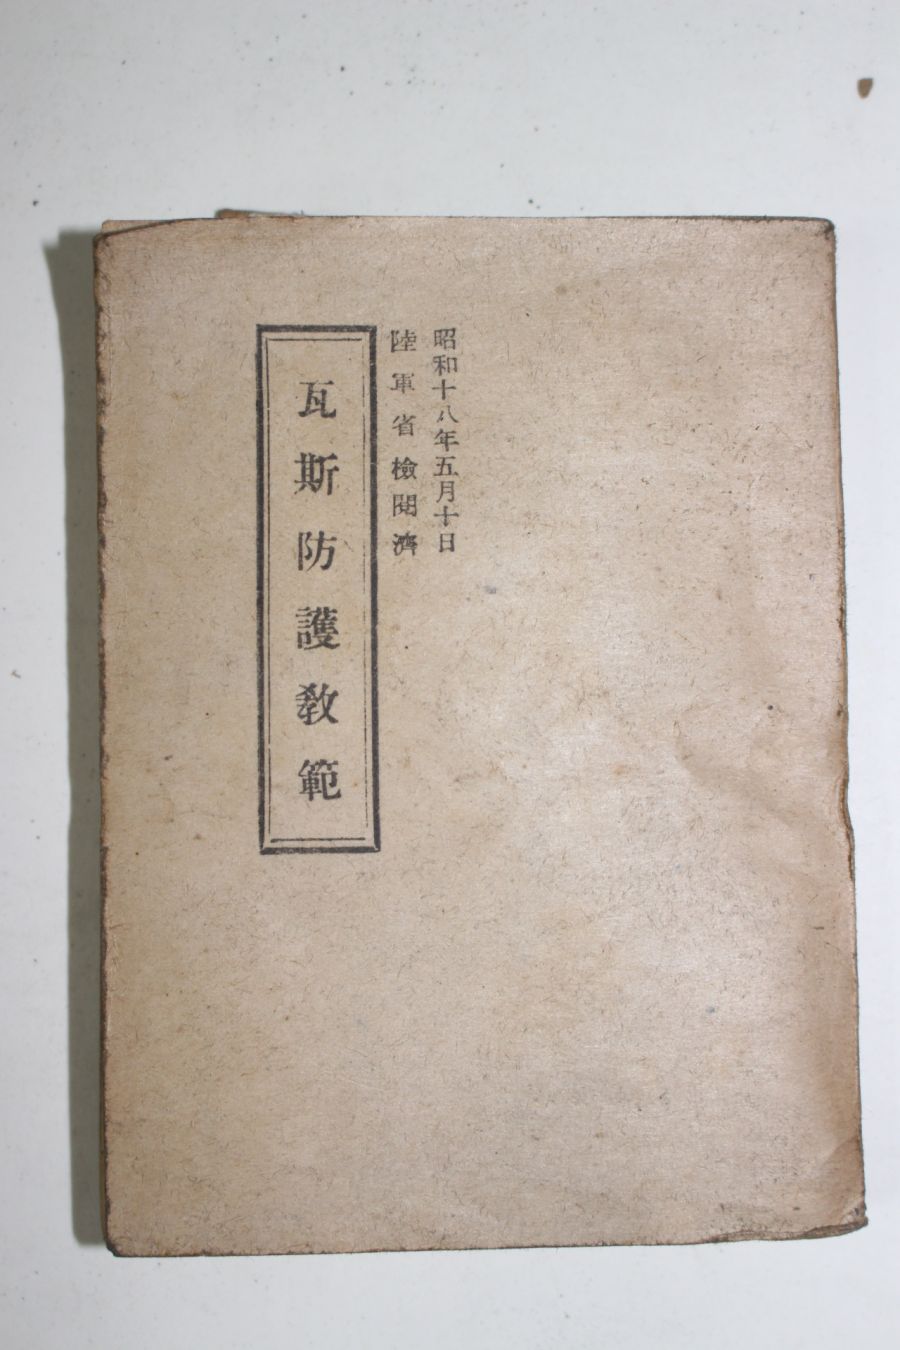 昭和十八年五月十日
陸軍省檢閱濟
瓦斯防護敎範